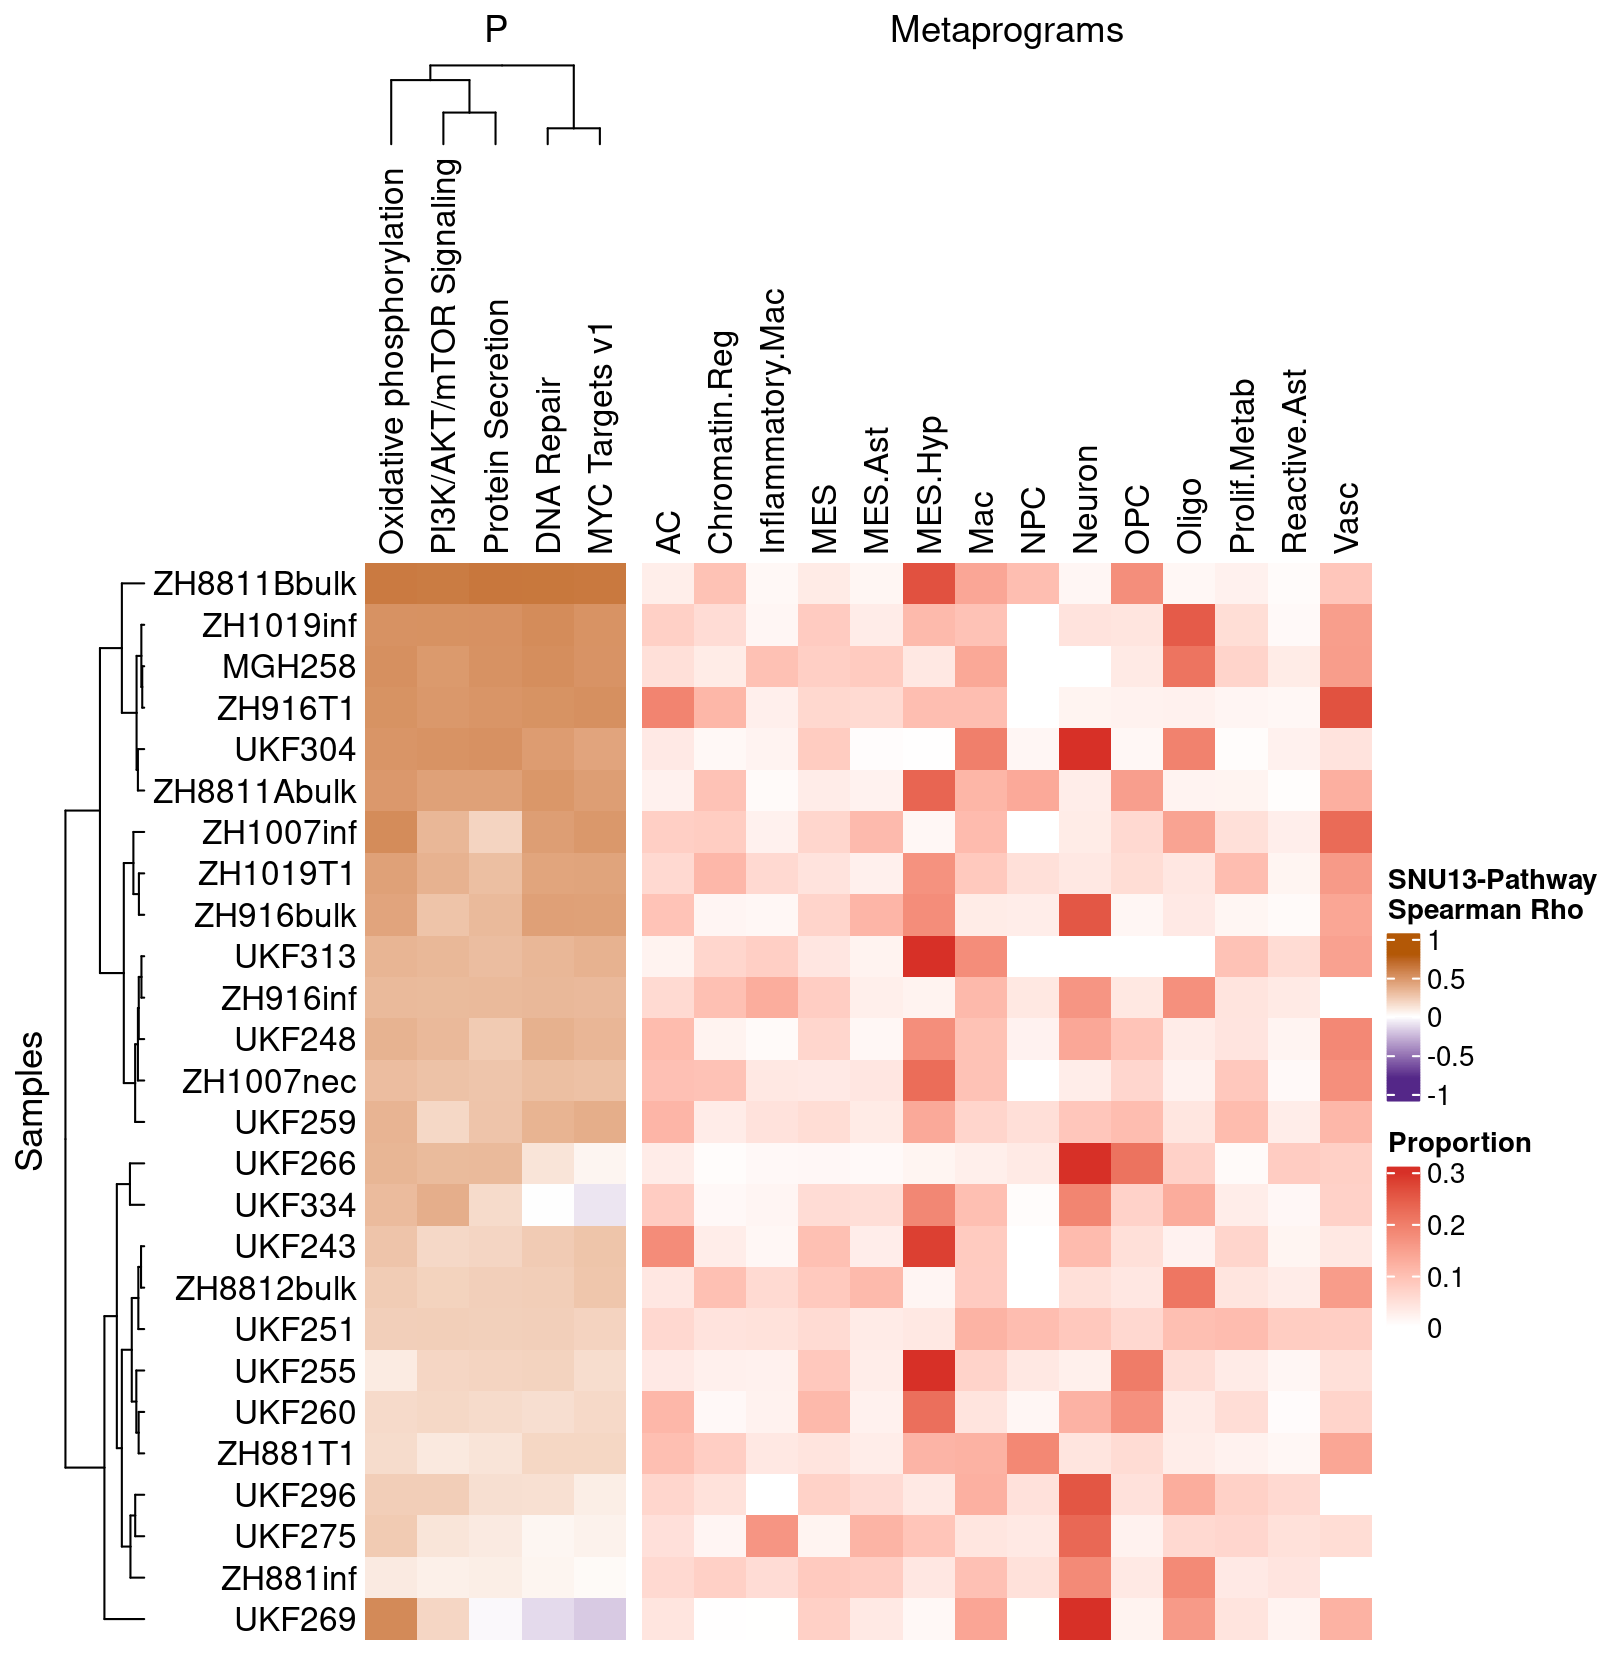 P
Metaprograms
Oxidative phosphorylation
PI3K/AKT/mTOR Signaling
Protein Secretion
DNA Repair
MYC Targets v1
AC
Chromatin.Reg
Inflammatory.Mac
MES
MES.Ast
MES.Hyp
Mac
NPC
Neuron
OPC
Oligo
Prolif.Metab
Reactive.Ast
Vasc
Samples
ZH8811Bbulk
ZH1019inf
MGH258
ZH916T1
UKF304
ZH8811Abulk
ZH1007inf
ZH1019T1
ZH916bulk
UKF313
ZH916inf
UKF248
ZH1007nec
UKF259
UKF266
UKF334
UKF243
ZH8812bulk
UKF251
UKF255
UKF260
ZH881T1
UKF296
UKF275
ZH881inf
UKF269
SNU13-Pathway
Spearman Rho
1
0.5
0
-0.5
-1
Proportion
0.3
0.2
0.1
0